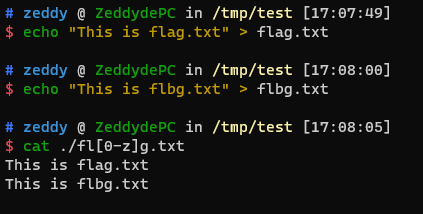 # zeddy @ ZeddydePC in /tmp/test [17:07:49]
$ echo "This is flag.txt" > flag.txt
# zeddy @ ZeddydePC in /tmp/test [17:08:00]
$ echo "This is flbg.txt" > flbg.txt
# zeddy @ ZeddydePC in /tmp/test [17:08:05]
$ cat ./fl[0-z]g.txt
This is flag.txt
This is flbg.txt